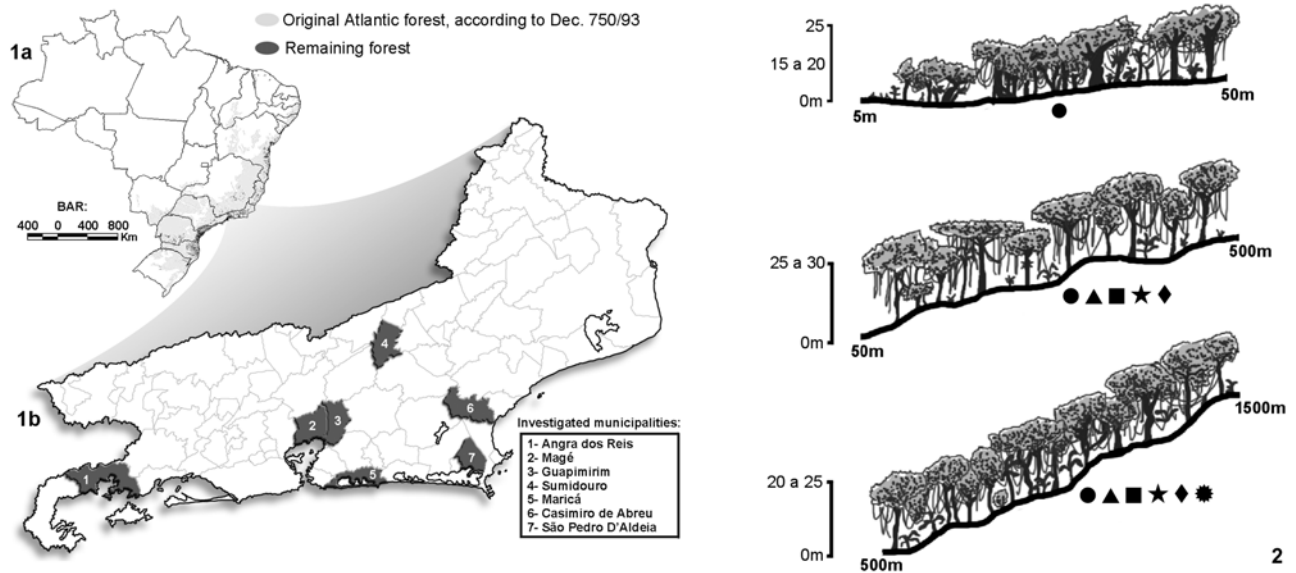 1a
Original Atlantic forest, according to Dec. 750/93
Remaining forest
BAR:
400 0 400 800
Km
1b
1
2
3
4
5
6
7
Investigated municipalities:
1- Angra dos Reis
2- Magé
3- Guapimirim
4- Sumidouro
5- Maricá
6- Casimiro de Abreu
7- São Pedro D'Aldeia
25
15 a 20
0m
5m
50m
25 a 30
0m
50m
500m
20 a 25
0m
500m
1500m
2